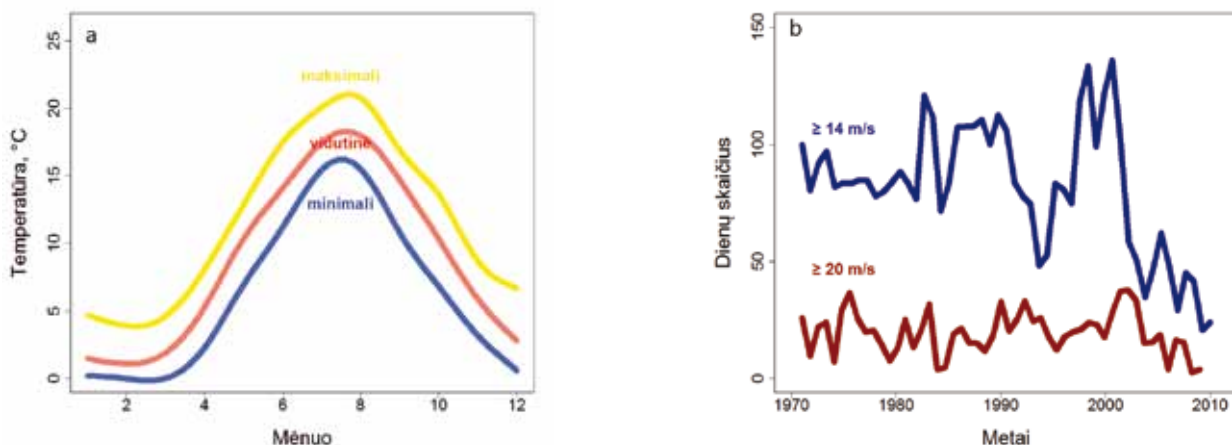 a
25
20
15
10
5
0
Temperatūra, °C
maksimali
vidutinė
minimali
2
4
6
8
10
12
Mėnuo
b
150
100
50
0
Dienų skaičius
≥ 14 m/s
≥ 20 m/s
1970
1980
1990
2000
2010
Metai